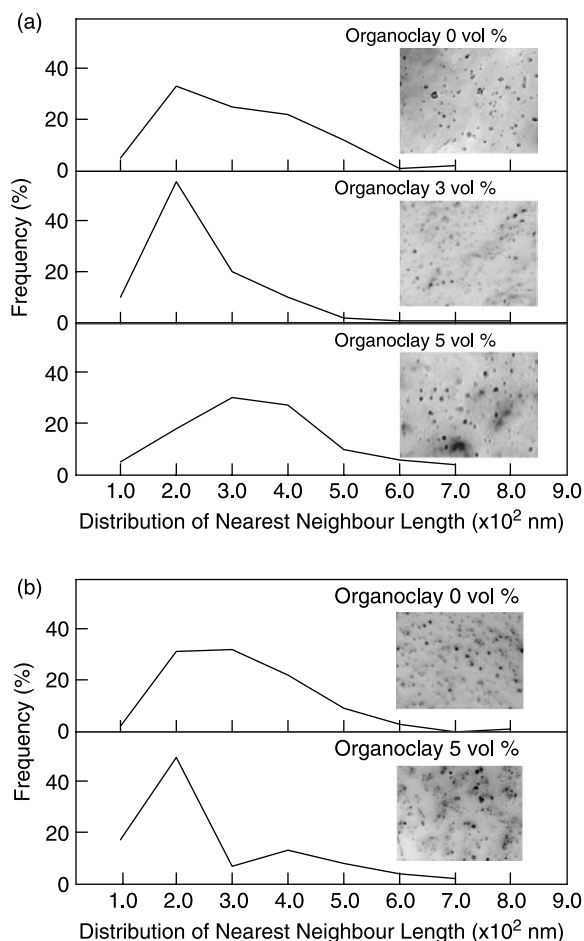 (a)
Organoclay 0 vol %
40
20
0
Organoclay 3 vol %
40
20
0
Organoclay 5 vol %
40
20
0
Frequency (%)
1.0 2.0 3.0 4.0 5.0 6.0 7.0 8.0 9.0
Distribution of Nearest Neighbour Length (x10² nm)
(b)
Organoclay 0 vol %
40
20
0
Organoclay 5 vol %
40
20
0
Frequency (%)
1.0 2.0 3.0 4.0 5.0 6.0 7.0 8.0 9.0
Distribution of Nearest Neighbour Length (x10² nm)